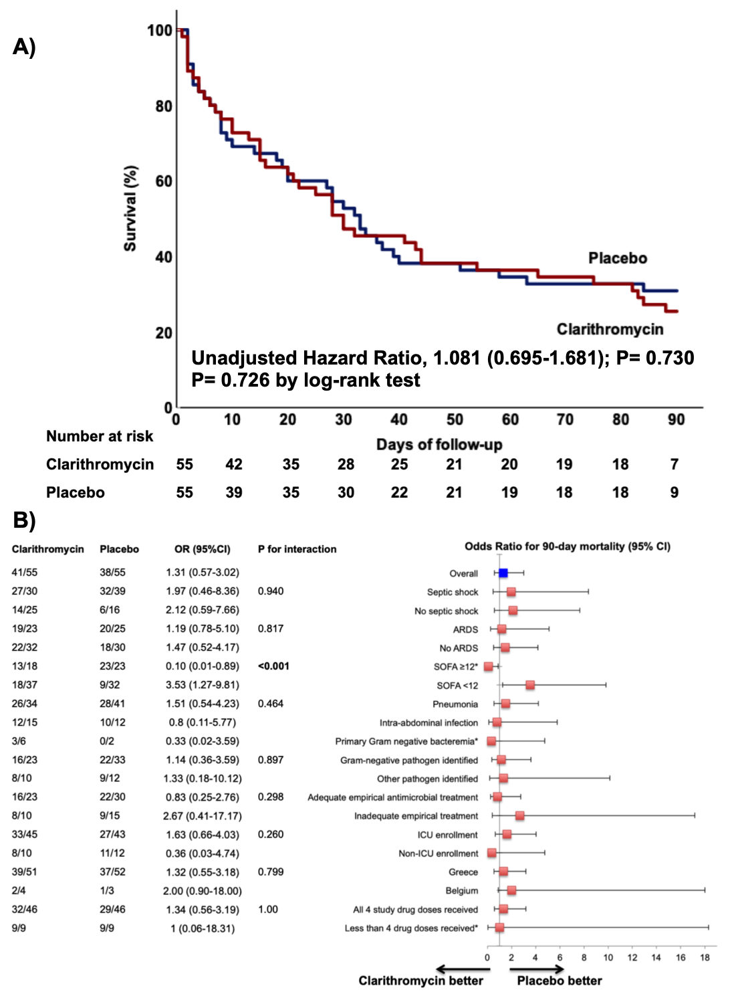 A)
100
80
60
40
20
0
Survival (%)
Placebo
Clarithromycin
Unadjusted Hazard Ratio, 1.081 (0.695-1.681); P= 0.730
P= 0.726 by log-rank test
0 10 20 30 40 50 60 70 80 90
Days of follow-up
Number at risk
Clarithromycin 55 42 35 28 25 21 20 19 18 7
Placebo 55 39 35 30 22 21 19 18 18 9
B)
Clarithromycin Placebo OR (95%CI) P for interaction Odds Ratio for 90-day mortality (95% CI)
41/55 38/55 1.31 (0.57-3.02) Overall
27/30 32/39 1.97 (0.46-8.36) 0.940 Septic shock
14/25 6/16 2.12 (0.59-7.66) No septic shock
19/23 20/25 1.19 (0.78-5.10) 0.817 ARDS
22/32 18/30 1.47 (0.52-4.17) No ARDS
13/18 23/23 0.10 (0.01-0.89) <0.001 SOFA ≥12*
18/37 9/32 3.53 (1.27-9.81) SOFA <12
26/34 28/41 1.51 (0.54-4.23) 0.464 Pneumonia
12/15 10/12 0.8 (0.11-5.77) Intra-abdominal infection
3/6 0/2 0.33 (0.02-3.59) Primary Gram negative bacteremia*
16/23 22/33 1.14 (0.36-3.59) 0.897 Gram-negative pathogen identified
8/10 9/12 1.33 (0.18-10.12) Other pathogen identified
16/23 22/30 0.83 (0.25-2.76) 0.298 Adequate empirical antimicrobial treatment
8/10 9/15 2.67 (0.41-17.17) Inadequate empirical treatment
33/45 27/43 1.63 (0.66-4.03) 0.260 ICU enrollment
8/10 11/12 0.36 (0.03-4.74) Non-ICU enrollment
39/51 37/52 1.32 (0.55-3.18) 0.799 Greece
2/4 1/3 2.00 (0.90-18.00) Belgium
32/46 29/46 1.34 (0.56-3.19) 1.00 All 4 study drug doses received
9/9 9/9 1 (0.06-18.31) Less than 4 drug doses received*
0 2 4 6 8 10 12 14 16 18
Clarithromycin better Placebo better